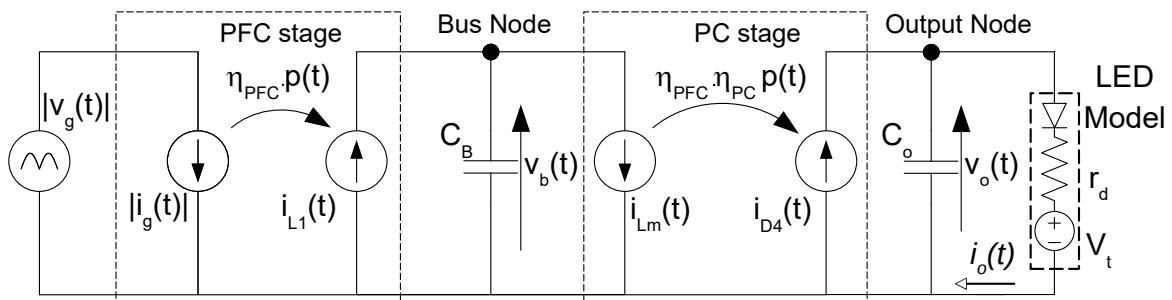 PFC stage
Bus Node
PC stage
Output Node
η_PFC.p(t)
η_PFC.η_PC p(t)
LED
Model
|v_g(t)|
C_B
C_o
v_b(t)
v_o(t)
r_d
|i_g(t)|
i_L1(t)
i_Lm(t)
i_D4(t)
+
−
V_t
i_o(t)